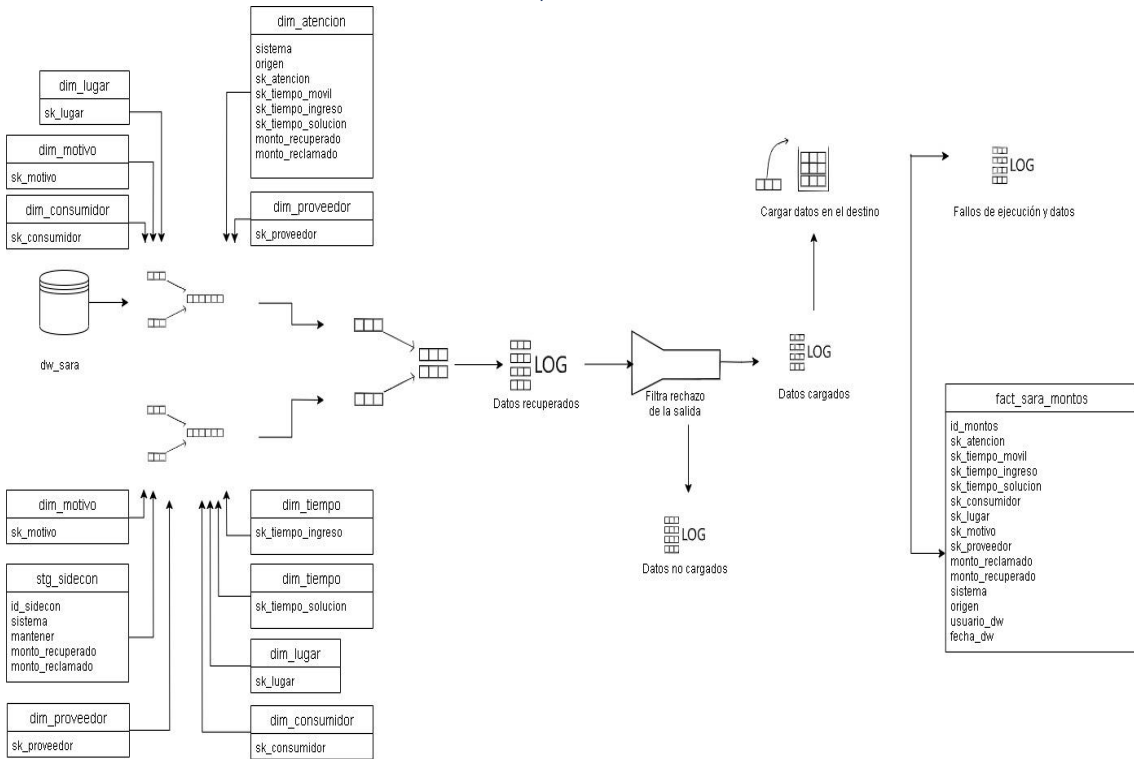 dim_atencion
sistema
origen
sk_atencion
sk_tiempo_movil
sk_tiempo_ingreso
sk_tiempo_solucion
monto_recuperado
monto_reclamado
dim_lugar
sk_lugar
dim_motivo
sk_motivo
dim_consumidor
sk_consumidor
dim_proveedor
sk_proveedor
dw_sara
LOG
Datos recuperados
Filtra rechazo
de la salida
LOG
Datos cargados
Cargar datos en el destino
LOG
Fallos de ejecución y datos
LOG
Datos no cargados
fact_sara_montos
id_montos
sk_atencion
sk_tiempo_movil
sk_tiempo_ingreso
sk_tiempo_solucion
sk_consumidor
sk_lugar
sk_motivo
sk_proveedor
monto_reclamado
monto_recuperado
sistema
origen
usuario_dw
fecha_dw
dim_motivo
sk_motivo
stg_sidecon
id_sidecon
sistema
mantener
monto_recuperado
monto_reclamado
dim_proveedor
sk_proveedor
dim_tiempo
sk_tiempo_ingreso
dim_tiempo
sk_tiempo_solucion
dim_lugar
sk_lugar
dim_consumidor
sk_consumidor